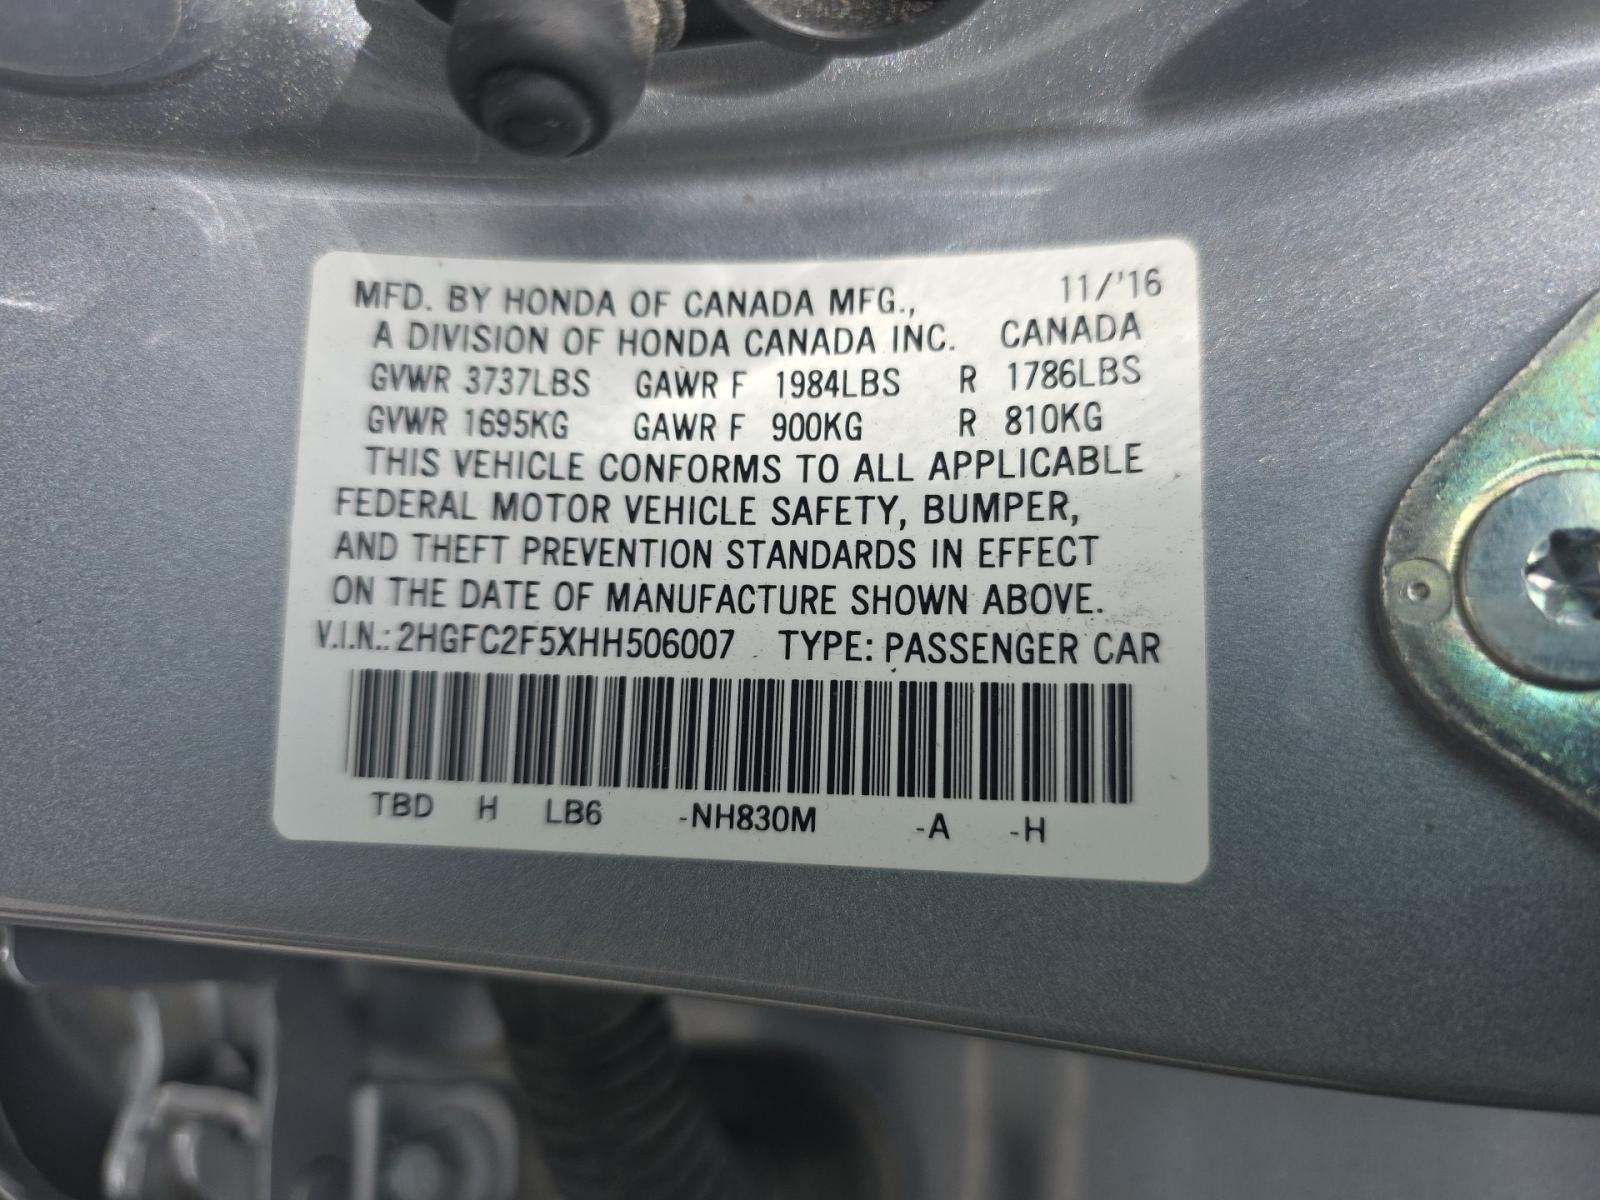 MFD. BY HONDA OF CANADA MFG., 11/'16
A DIVISION OF HONDA CANADA INC. CANADA
GVWR 3737LBS GAWR F 1984LBS R 1786LBS
GVWR 1695KG GAWR F 900KG R 810KG
THIS VEHICLE CONFORMS TO ALL APPLICABLE
FEDERAL MOTOR VEHICLE SAFETY, BUMPER,
AND THEFT PREVENTION STANDARDS IN EFFECT
ON THE DATE OF MANUFACTURE SHOWN ABOVE.
V.I.N.: 2HGFC2F5XHH506007 TYPE: PASSENGER CAR
TBD H LB6 -NH830M -A -H